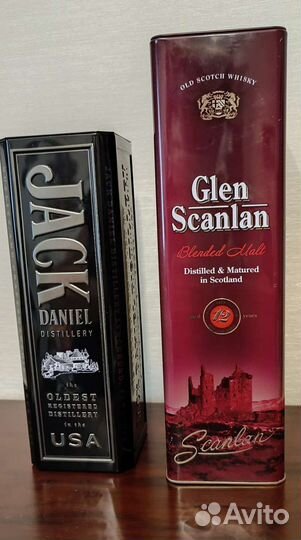 JACK
DANIEL
DISTILLERY
the
OLDEST
REGISTERED
DISTILLERY
in the
USA
OLD SCOTCH WHISKY
Glen
Scanlan
Blended Malt
Distilled & Matured
in Scotland
12
years
Scanlan
Avito